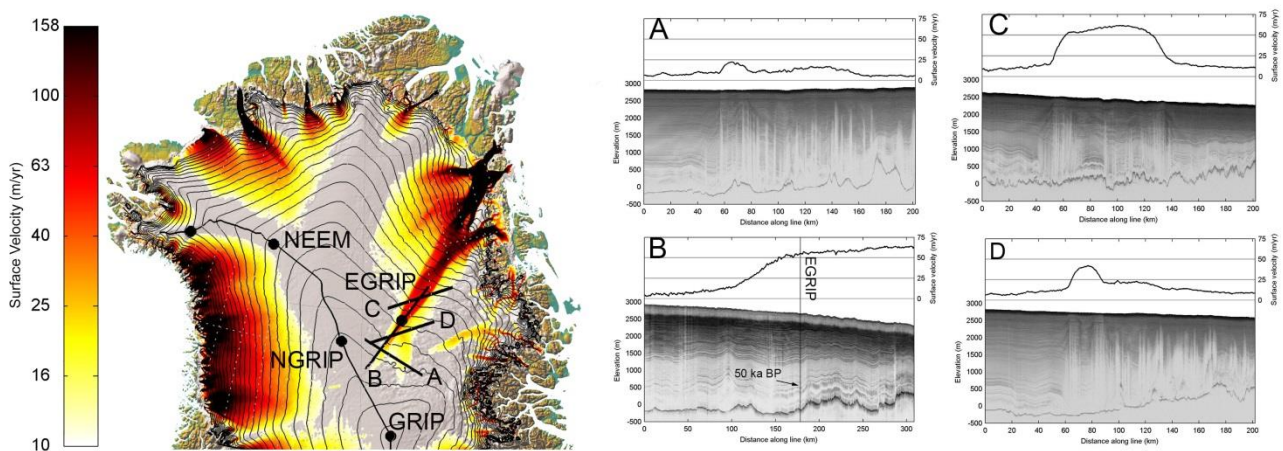 158
100
63
40
25
16
10
Surface Velocity (m/yr)
NEEM
EGRIP
C
D
NGRIP
B
A
GRIP
A
75
50
25
0
Surface velocity (m/yr)
3000
2500
2000
1500
1000
500
0
-500
Elevation (m)
0 20 40 60 80 100 120 140 160 180 200
Distance along line (km)
C
75
50
25
0
Surface velocity (m/yr)
3000
2500
2000
1500
1000
500
0
-500
Elevation (m)
0 20 40 60 80 100 120 140 160 180 200
Distance along line (km)
B
75
50
25
0
Surface velocity (m/yr)
EGRIP
3000
2500
2000
1500
1000
500
0
-500
Elevation (m)
50 ka BP
0 50 100 150 200 250 300
Distance along line (km)
D
75
50
25
0
Surface velocity (m/yr)
3000
2500
2000
1500
1000
500
0
-500
Elevation (m)
0 20 40 60 80 100 120 140 160 180 200
Distance along line (km)